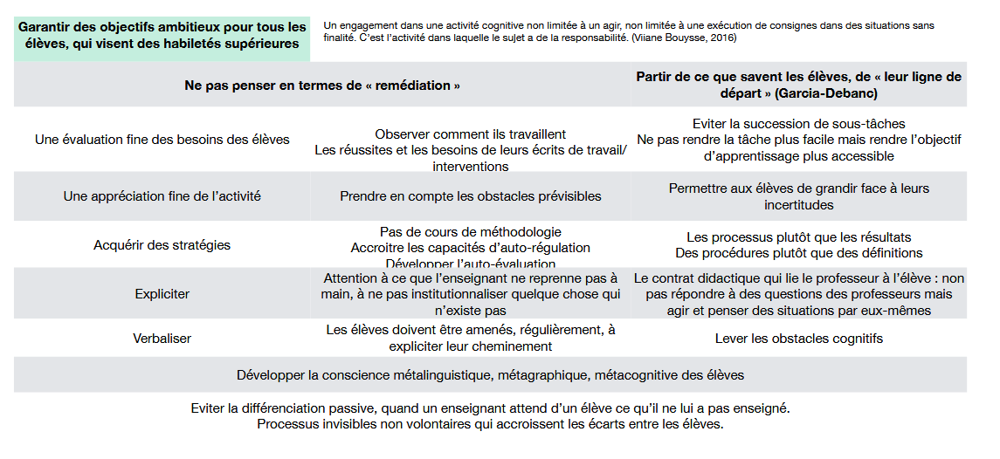 Garantir des objectifs ambitieux pour tous les
élèves, qui visent des habiletés supérieures
Un engagement dans une activité cognitive non limitée à un agir, non limitée à une exécution de consignes dans des situations sans
finalité. C’est l’activité dans laquelle le sujet a de la responsabilité. (Viiane Bouysse, 2016)
Ne pas penser en termes de « remédiation »
Partir de ce que savent les élèves, de « leur ligne de
départ » (Garcia-Debanc)
Une évaluation fine des besoins des élèves
Observer comment ils travaillent
Les réussites et les besoins de leurs écrits de travail/
interventions
Eviter la succession de sous-tâches
Ne pas rendre la tâche plus facile mais rendre l’objectif
d’apprentissage plus accessible
Une appréciation fine de l’activité
Prendre en compte les obstacles prévisibles
Permettre aux élèves de grandir face à leurs
incertitudes
Acquérir des stratégies
Pas de cours de méthodologie
Accroitre les capacités d’auto-régulation
Développer l’auto-évaluation
Les processus plutôt que les résultats
Des procédures plutôt que des définitions
Expliciter
Attention à ce que l’enseignant ne reprenne pas à
main, à ne pas institutionnaliser quelque chose qui
n’existe pas
Le contrat didactique qui lie le professeur à l’élève : non
pas répondre à des questions des professeurs mais
agir et penser des situations par eux-mêmes
Verbaliser
Les élèves doivent être amenés, régulièrement, à
expliciter leur cheminement
Lever les obstacles cognitifs
Développer la conscience métalinguistique, métagraphique, métacognitive des élèves
Eviter la différenciation passive, quand un enseignant attend d’un élève ce qu’il ne lui a pas enseigné.
Processus invisibles non volontaires qui accroissent les écarts entre les élèves.